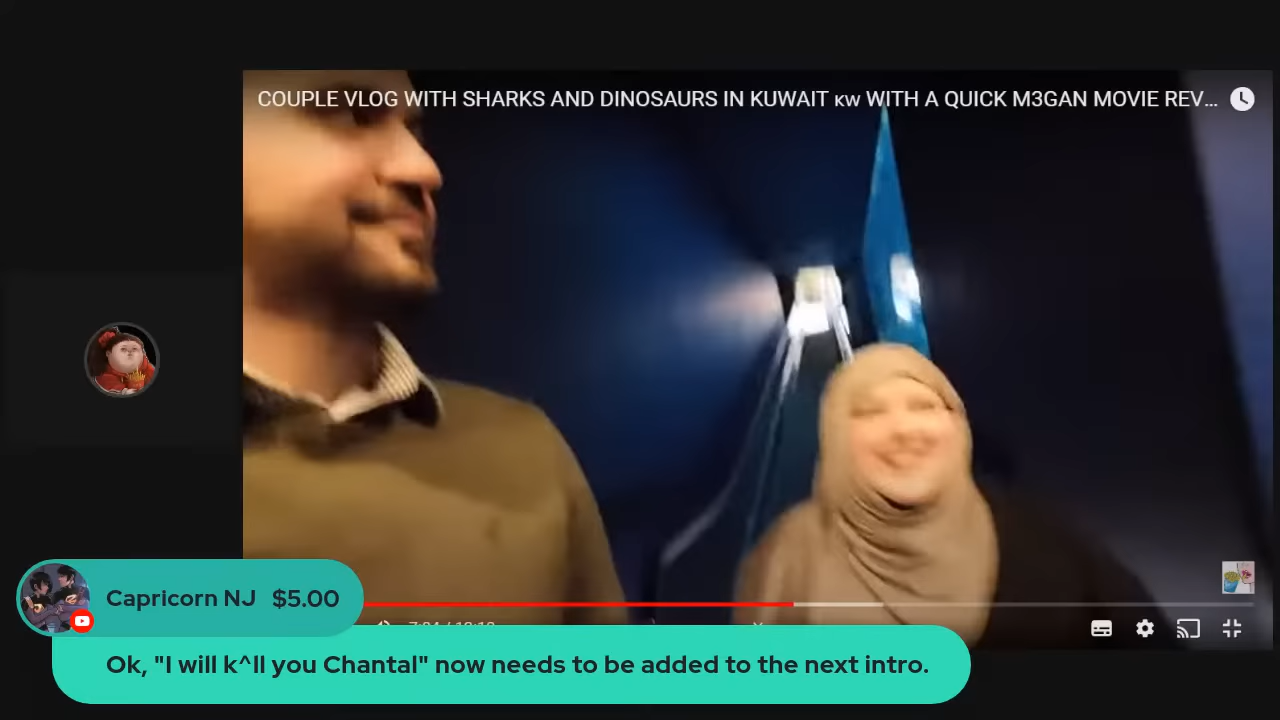 COUPLE VLOG WITH SHARKS AND DINOSAURS IN KUWAIT ĸw WITH A QUICK M3GAN MOVIE REV...
Capricorn NJ $5.00
Ok, "I will k^ll you Chantal" now needs to be added to the next intro.